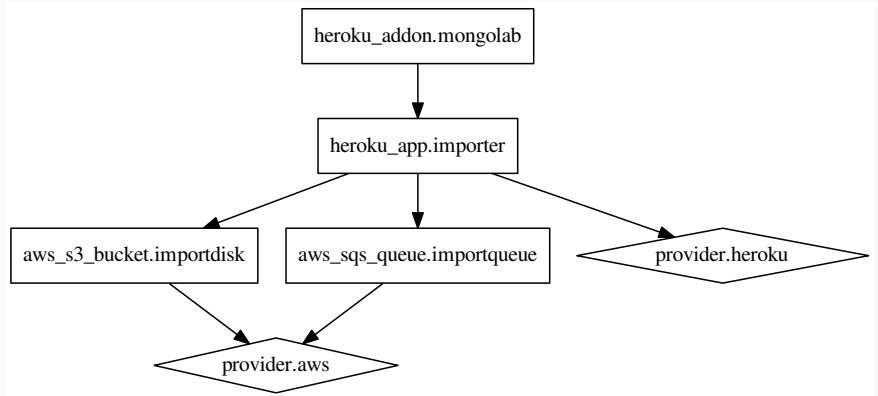 heroku_addon.mongolab
heroku_app.importer
aws_s3_bucket.importdisk
aws_sqs_queue.importqueue
provider.heroku
provider.aws